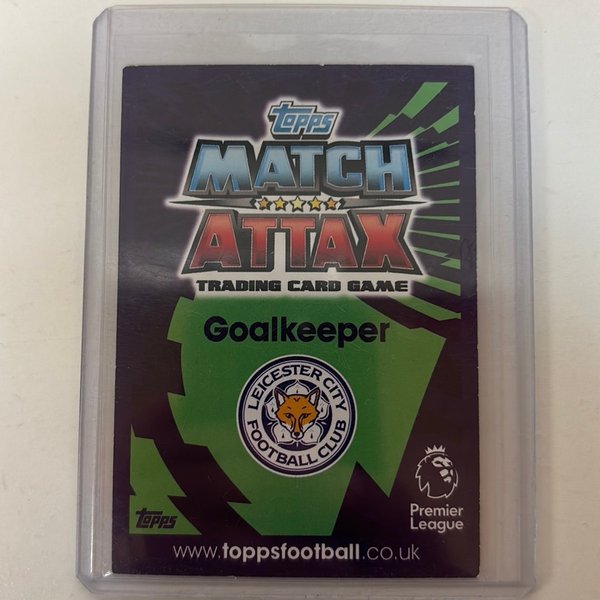 Topps
MATCH
ATTAX
TRADING CARD GAME
Goalkeeper
LEICESTER CITY
FOOTBALL CLUB
Topps
Premier
League
www.toppsfootball.co.uk